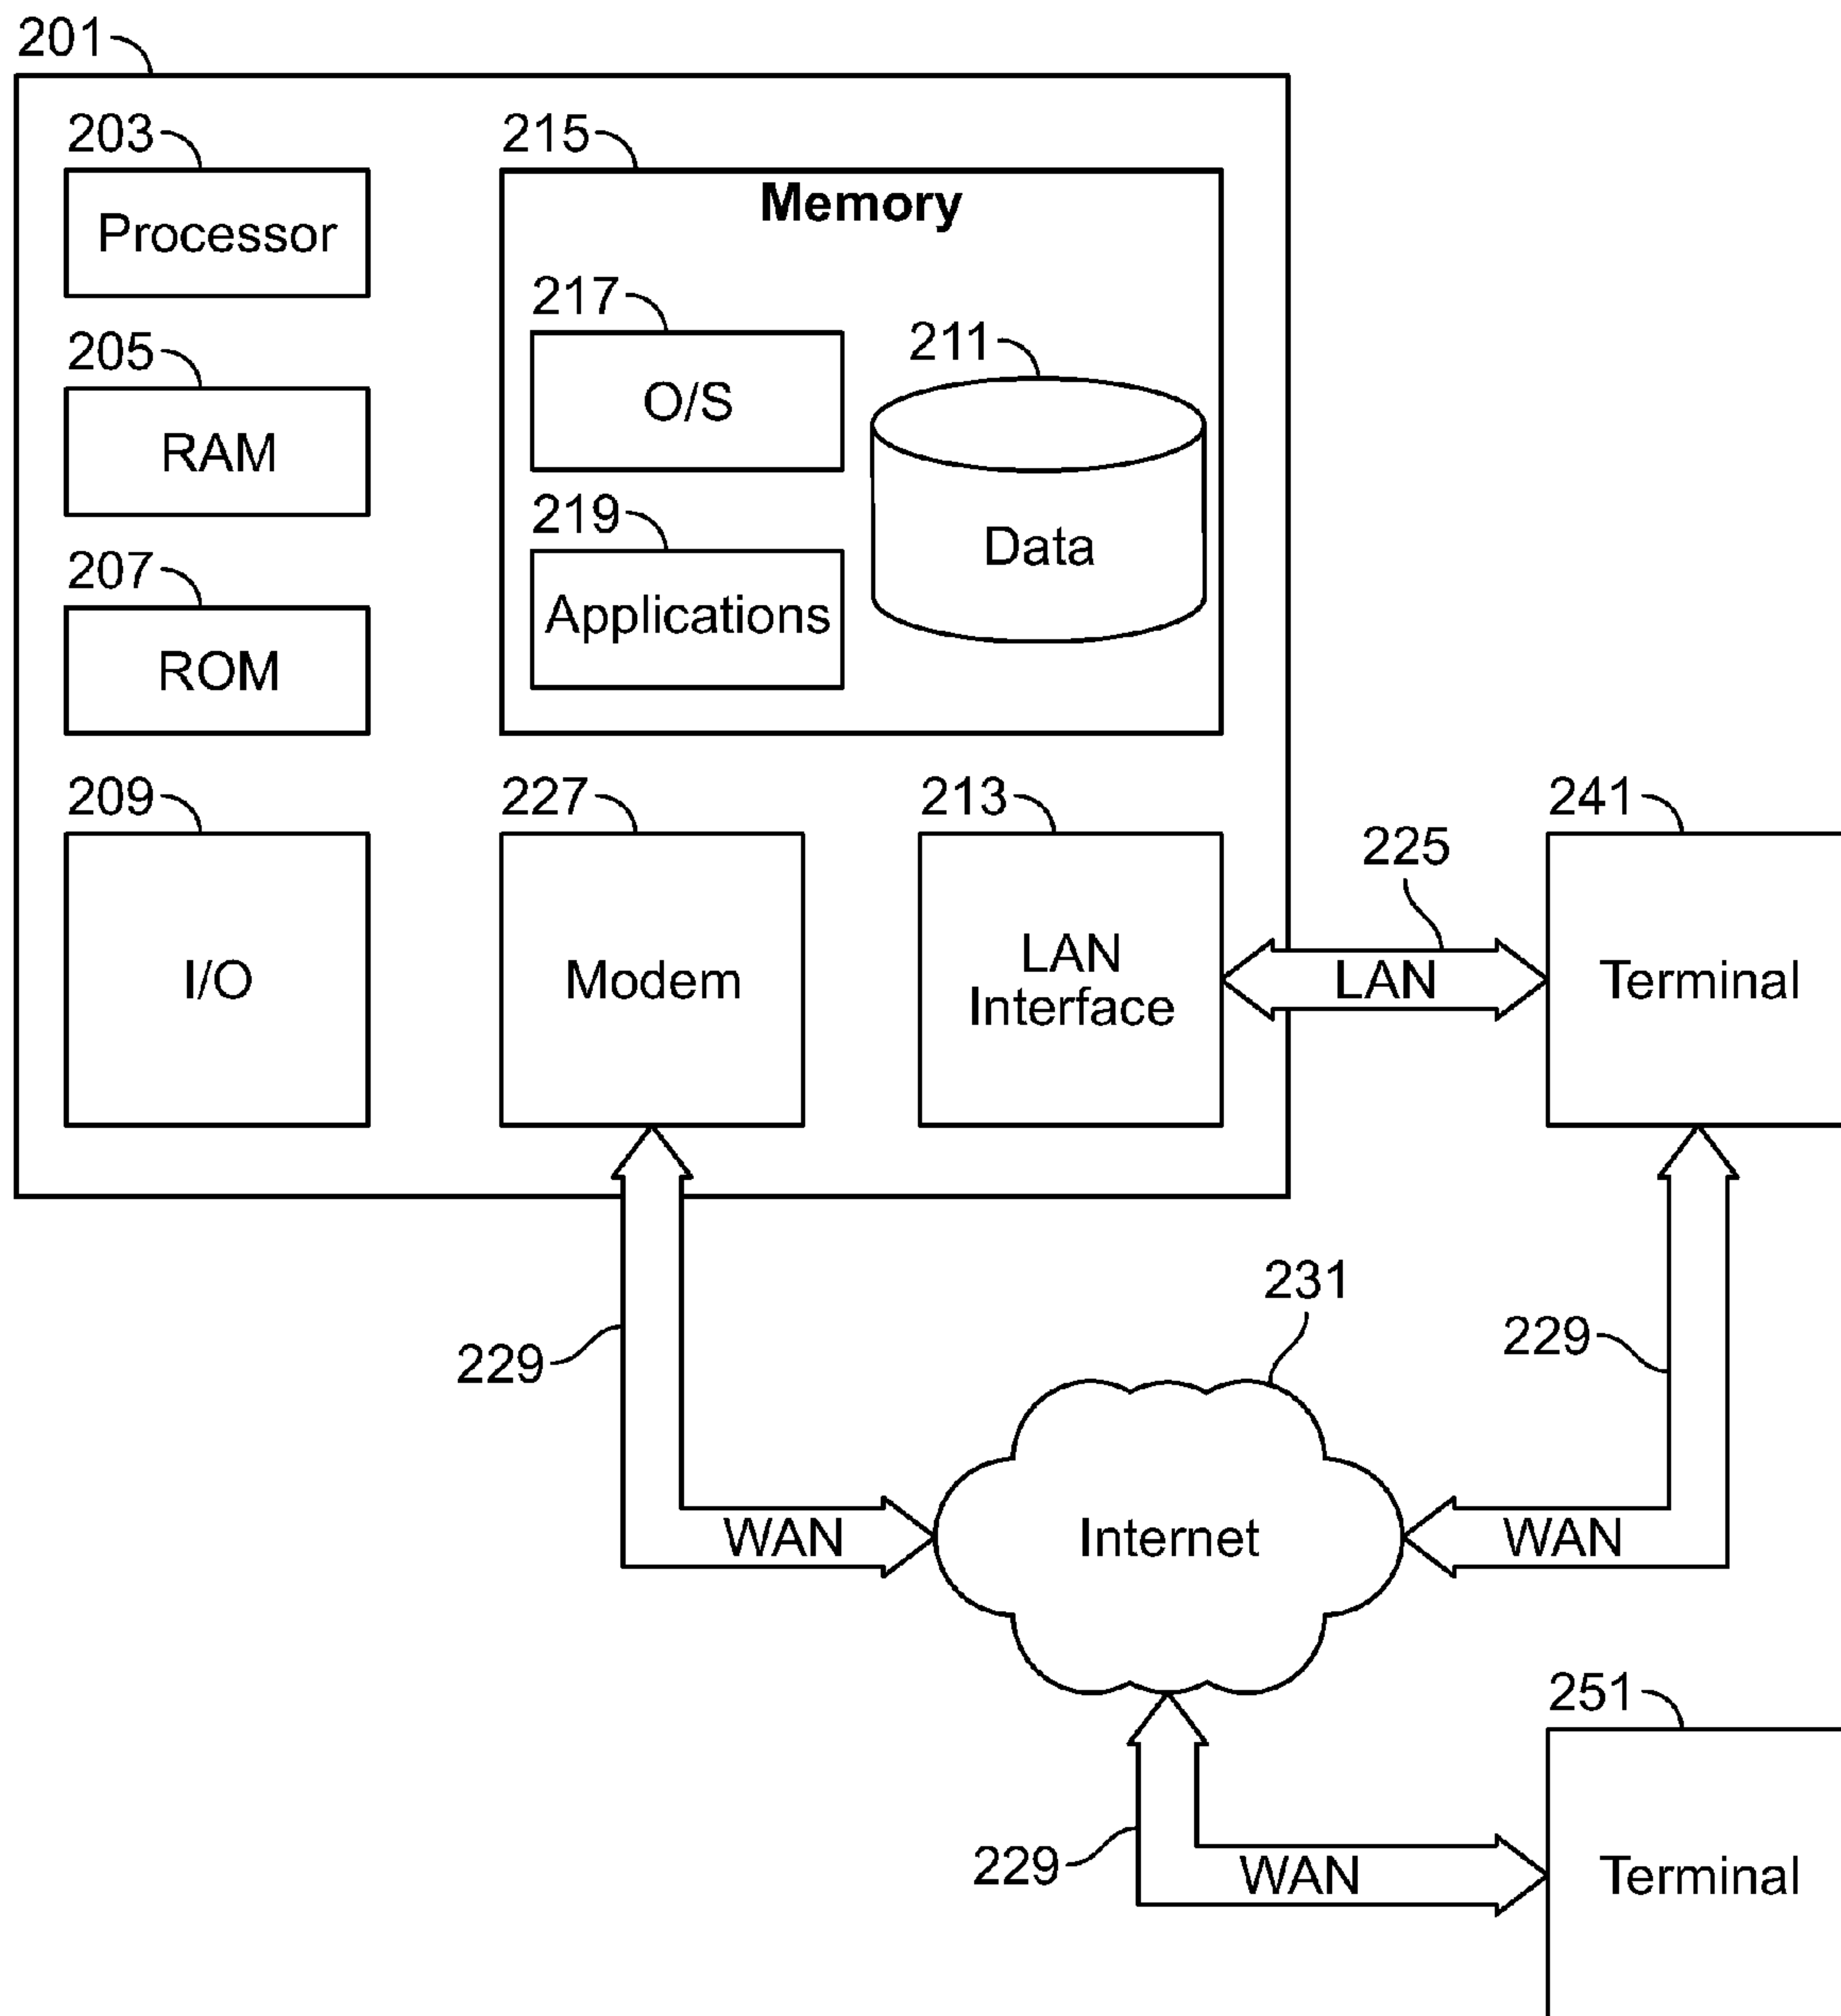 201
203
Processor
215
Memory
217
O/S
211
Data
205
RAM
219
Applications
207
ROM
209
I/O
227
Modem
213
LAN
Interface
225
LAN
241
Terminal
229
WAN
231
Internet
229
WAN
229
WAN
251
Terminal